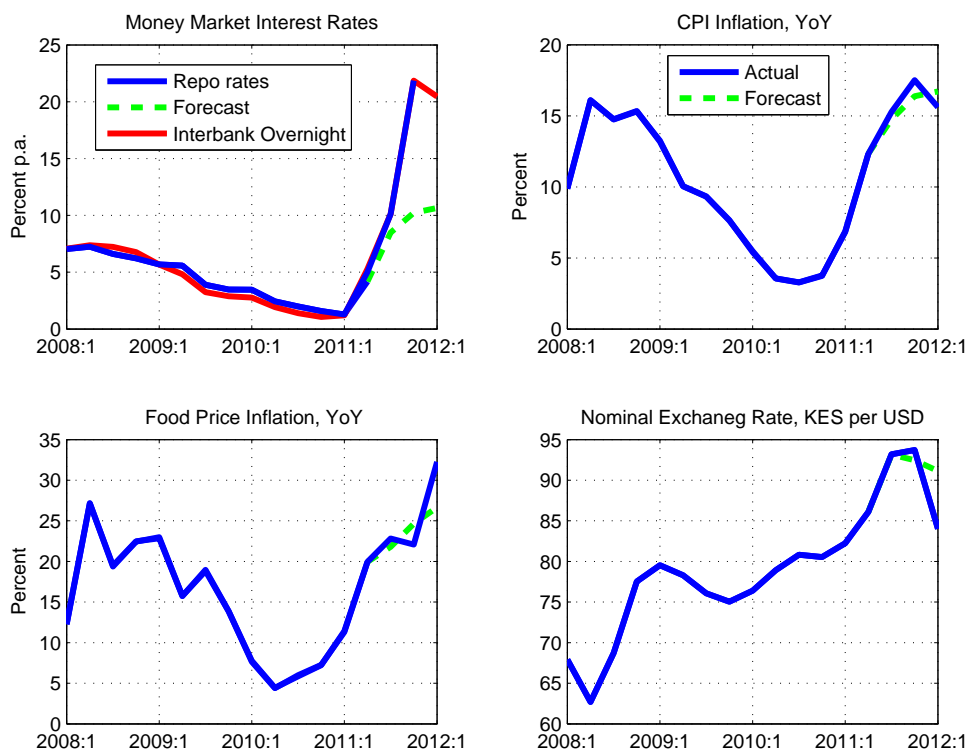 Money Market Interest Rates
25
20
15
10
5
0
Percent p.a.
Repo rates
Forecast
Interbank Overnight
2008:1 2009:1 2010:1 2011:1 2012:1
CPI Inflation, YoY
20
15
10
5
0
Percent
Actual
Forecast
2008:1 2009:1 2010:1 2011:1 2012:1
Food Price Inflation, YoY
35
30
25
20
15
10
5
0
Percent
2008:1 2009:1 2010:1 2011:1 2012:1
Nominal Exchaneg Rate, KES per USD
95
90
85
80
75
70
65
60
2008:1 2009:1 2010:1 2011:1 2012:1